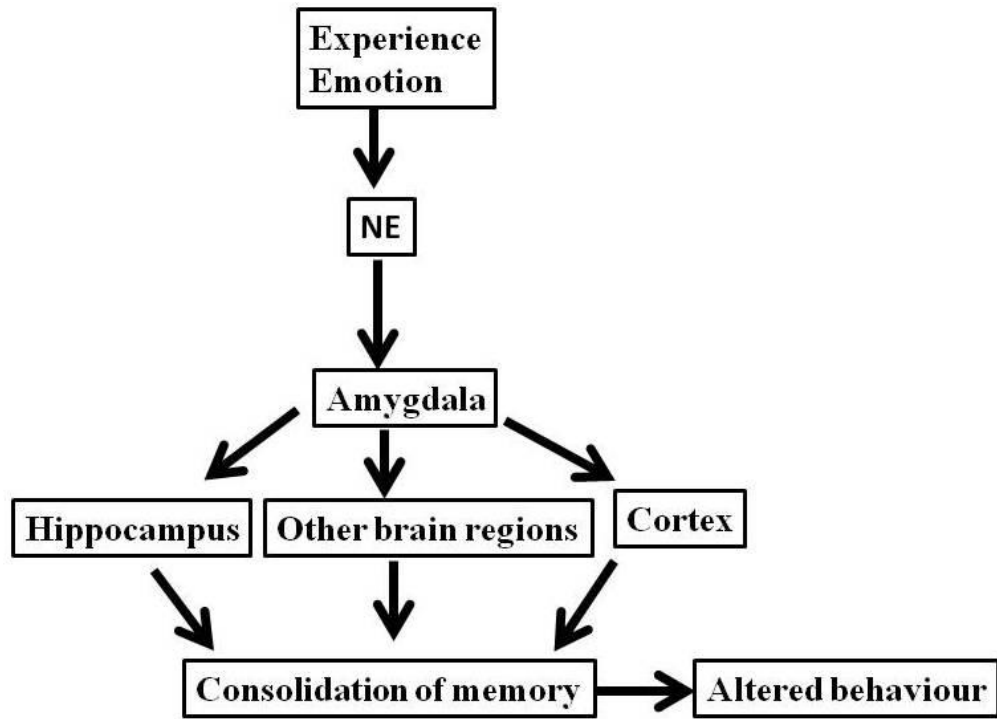 Experience
Emotion
NE
Amygdala
Hippocampus
Other brain regions
Cortex
Consolidation of memory
Altered behaviour